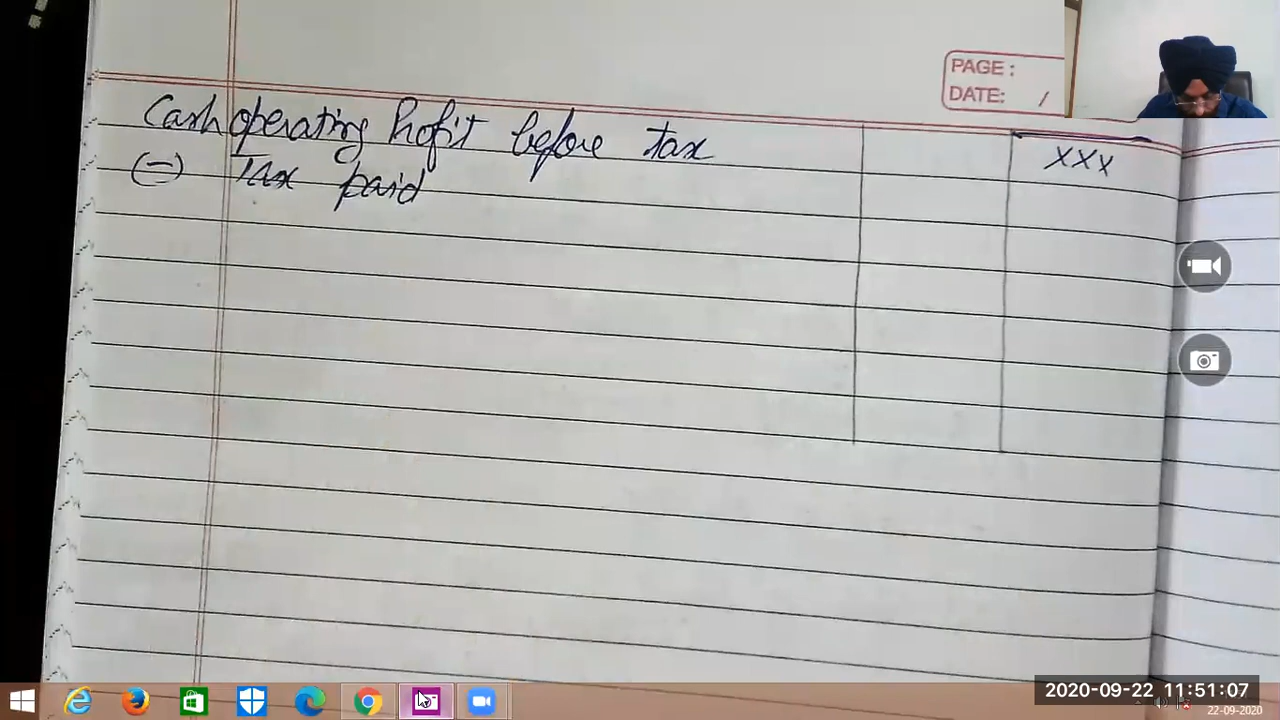 PAGE :
DATE: /
Cash operating Profit before tax XXX
(-) Tax paid
2020-09-22 11:51:07
22-09-2020